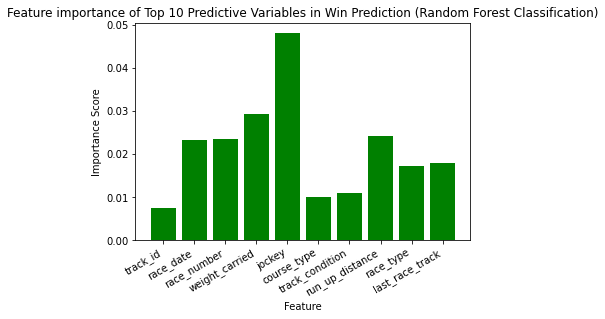 Feature importance of Top 10 Predictive Variables in Win Prediction (Random Forest Classification)
0.05
0.04
0.03
0.02
0.01
0.00
Importance Score
track_id
race_date
race_number
weight_carried
jockey
course_type
track_condition
run_up_distance
race_type
last_race_track
Feature